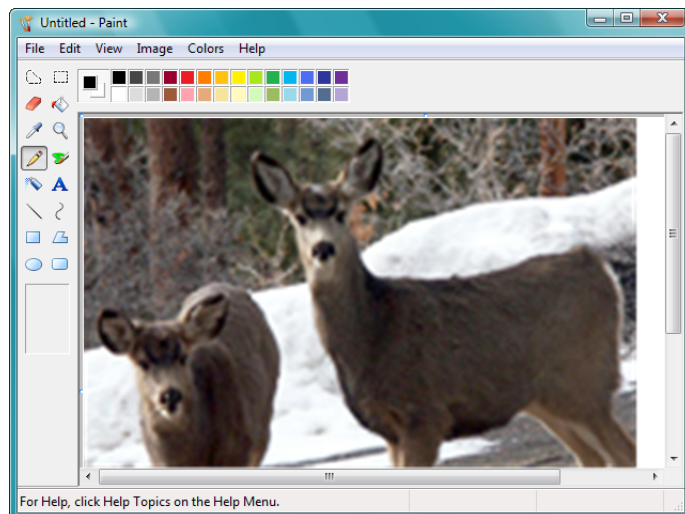 Untitled - Paint
File Edit View Image Colors Help
A
For Help, click Help Topics on the Help Menu.